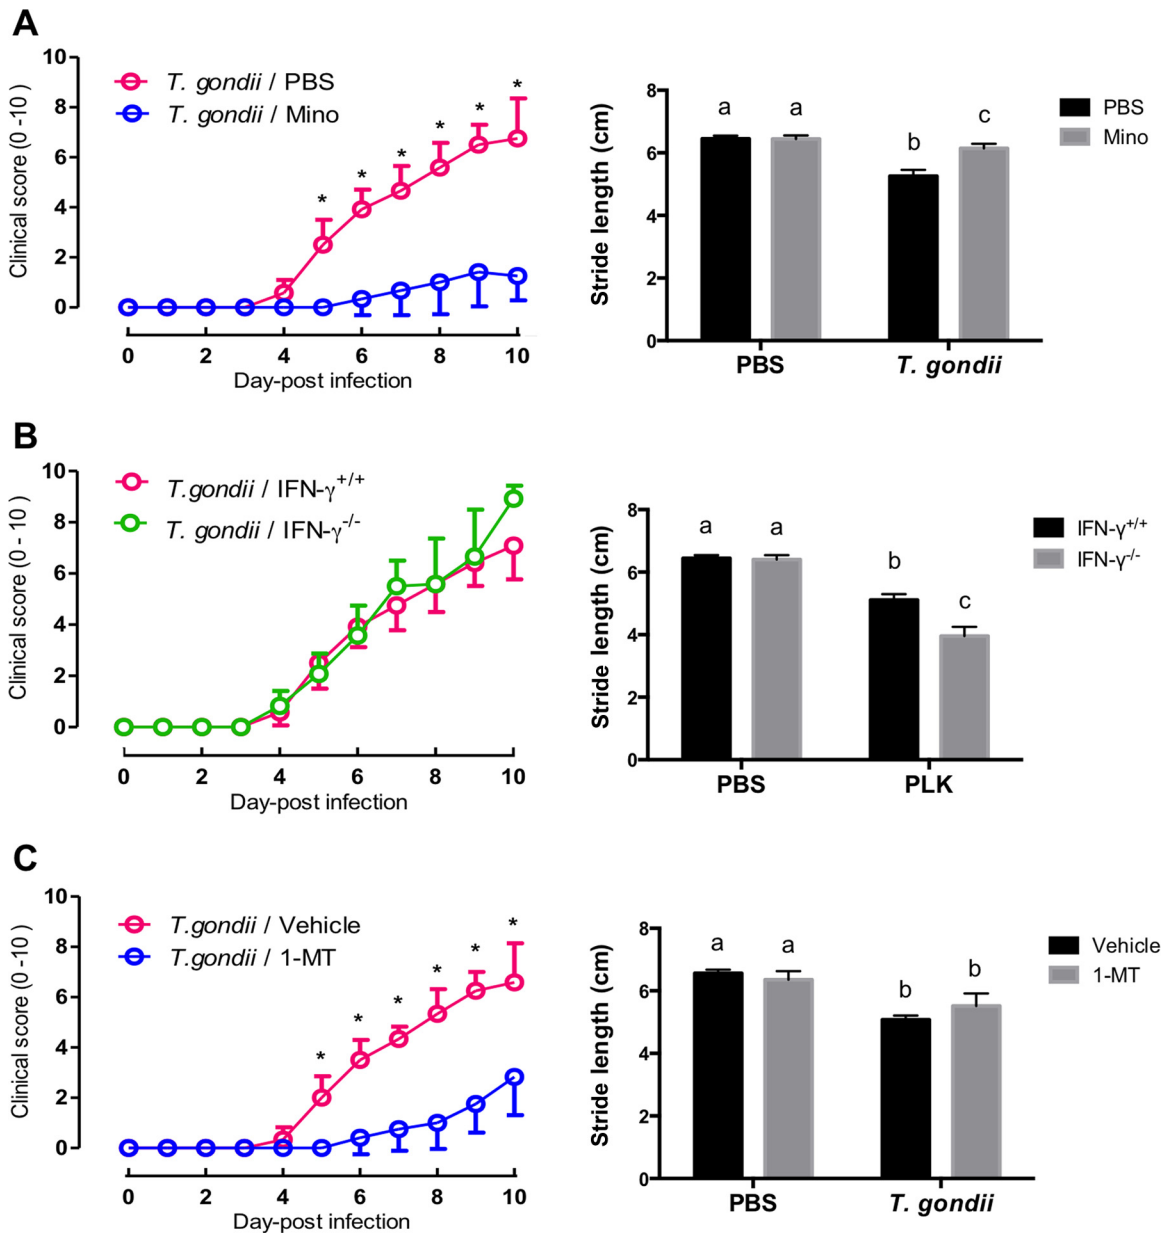 A
Clinical score (0 -10 )
10
8
6
4
2
0
T. gondii / PBS
T. gondii / Mino
* * * * * *
0 2 4 6 8 10
Day-post infection
Stride length (cm)
8
6
4
2
0
a a b c
PBS
Mino
PBS T. gondii
B
Clinical score (0 - 10 )
10
8
6
4
2
0
T.gondii / IFN-γ+/+
T. gondii / IFN-γ-/-
0 2 4 6 8 10
Day-post infection
Stride length (cm)
8
6
4
2
0
a a b c
IFN-γ+/+
IFN-γ-/-
PBS PLK
C
Clinical score (0 -10 )
10
8
6
4
2
0
T.gondii / Vehicle
T.gondii / 1-MT
* * * * * *
0 2 4 6 8 10
Day-post infection
Stride length (cm)
8
6
4
2
0
a a b b
Vehicle
1-MT
PBS T. gondii